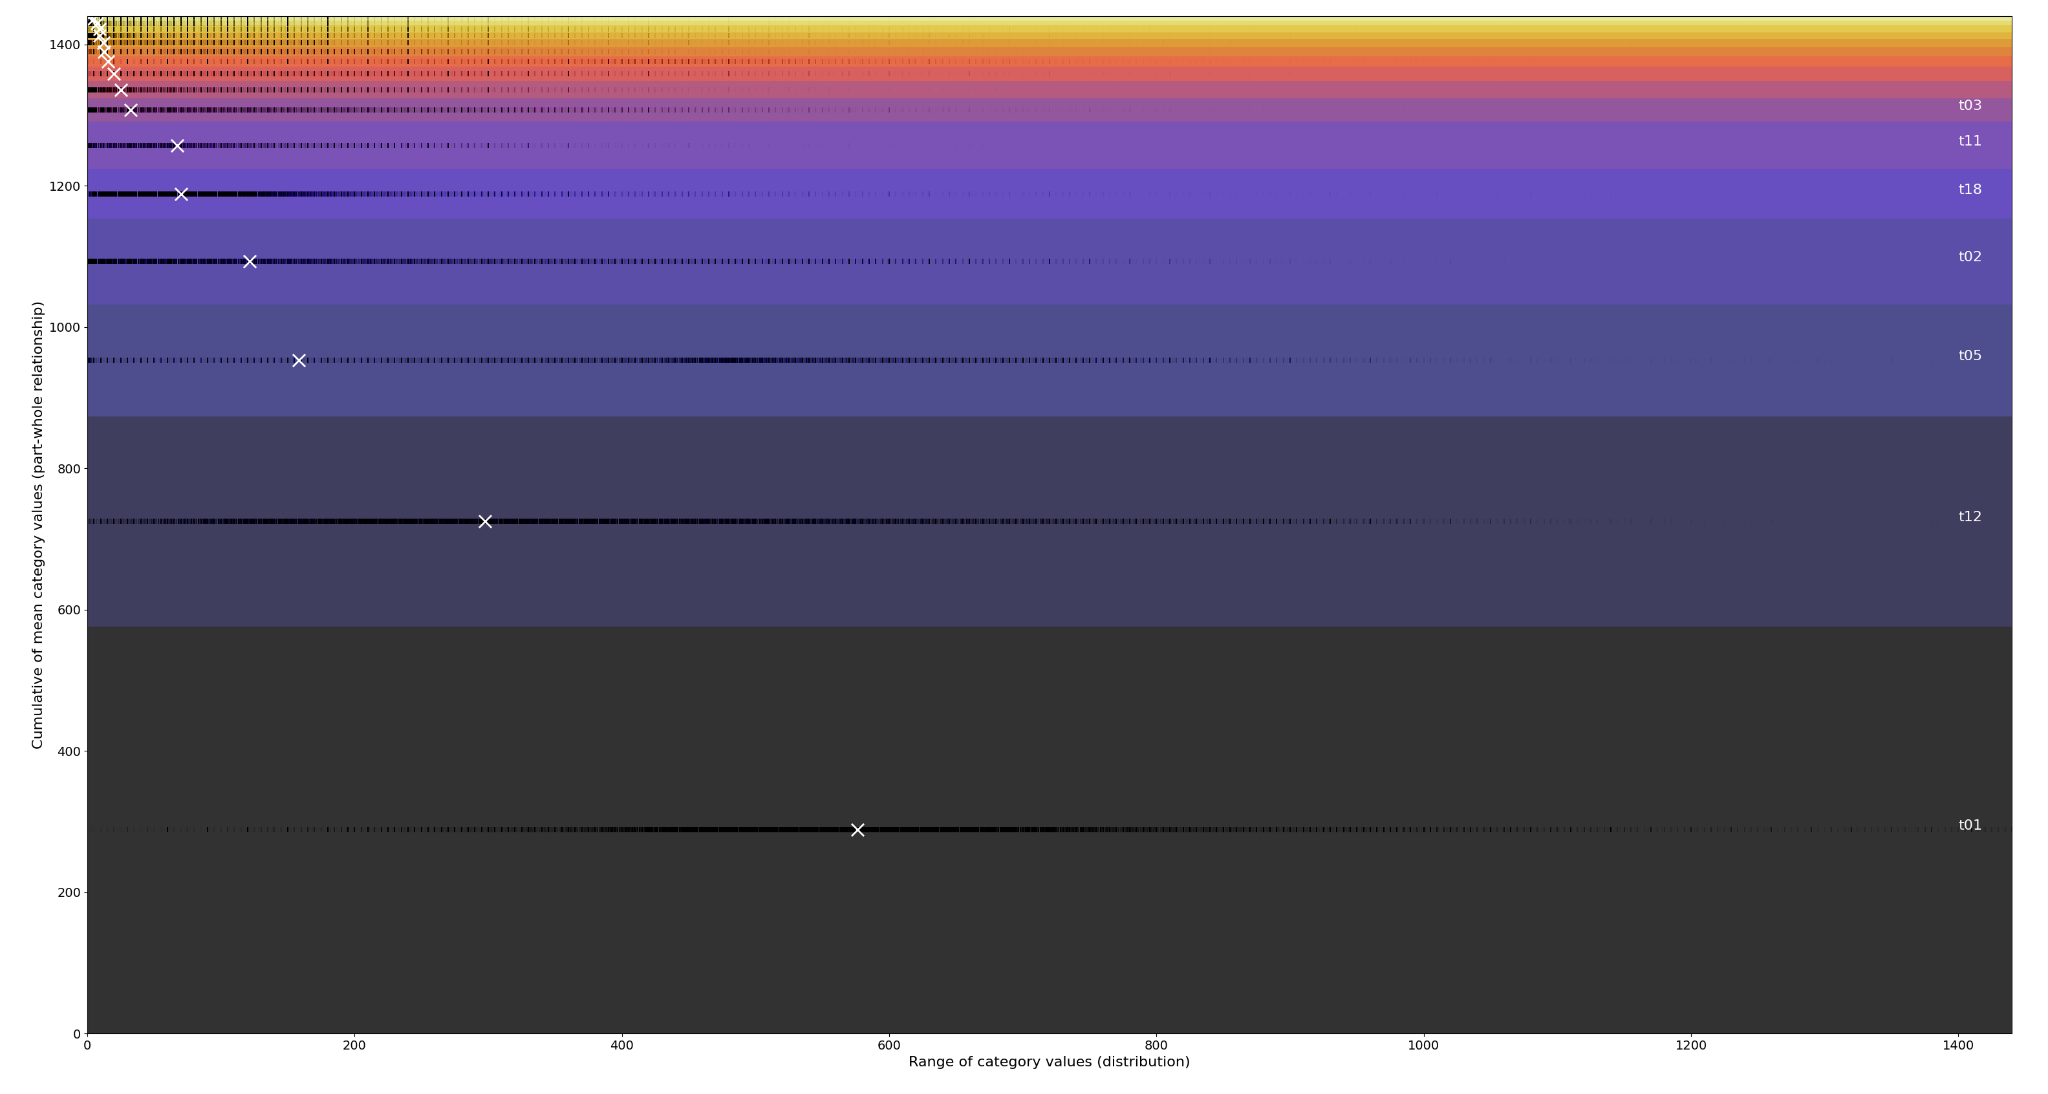 1400
1200
1000
800
600
400
200
0
Cumulative of mean category values (part-whole relationship)
t03
t11
t18
t02
t05
t12
t01
0 200 400 600 800 1000 1200 1400
Range of category values (distribution)